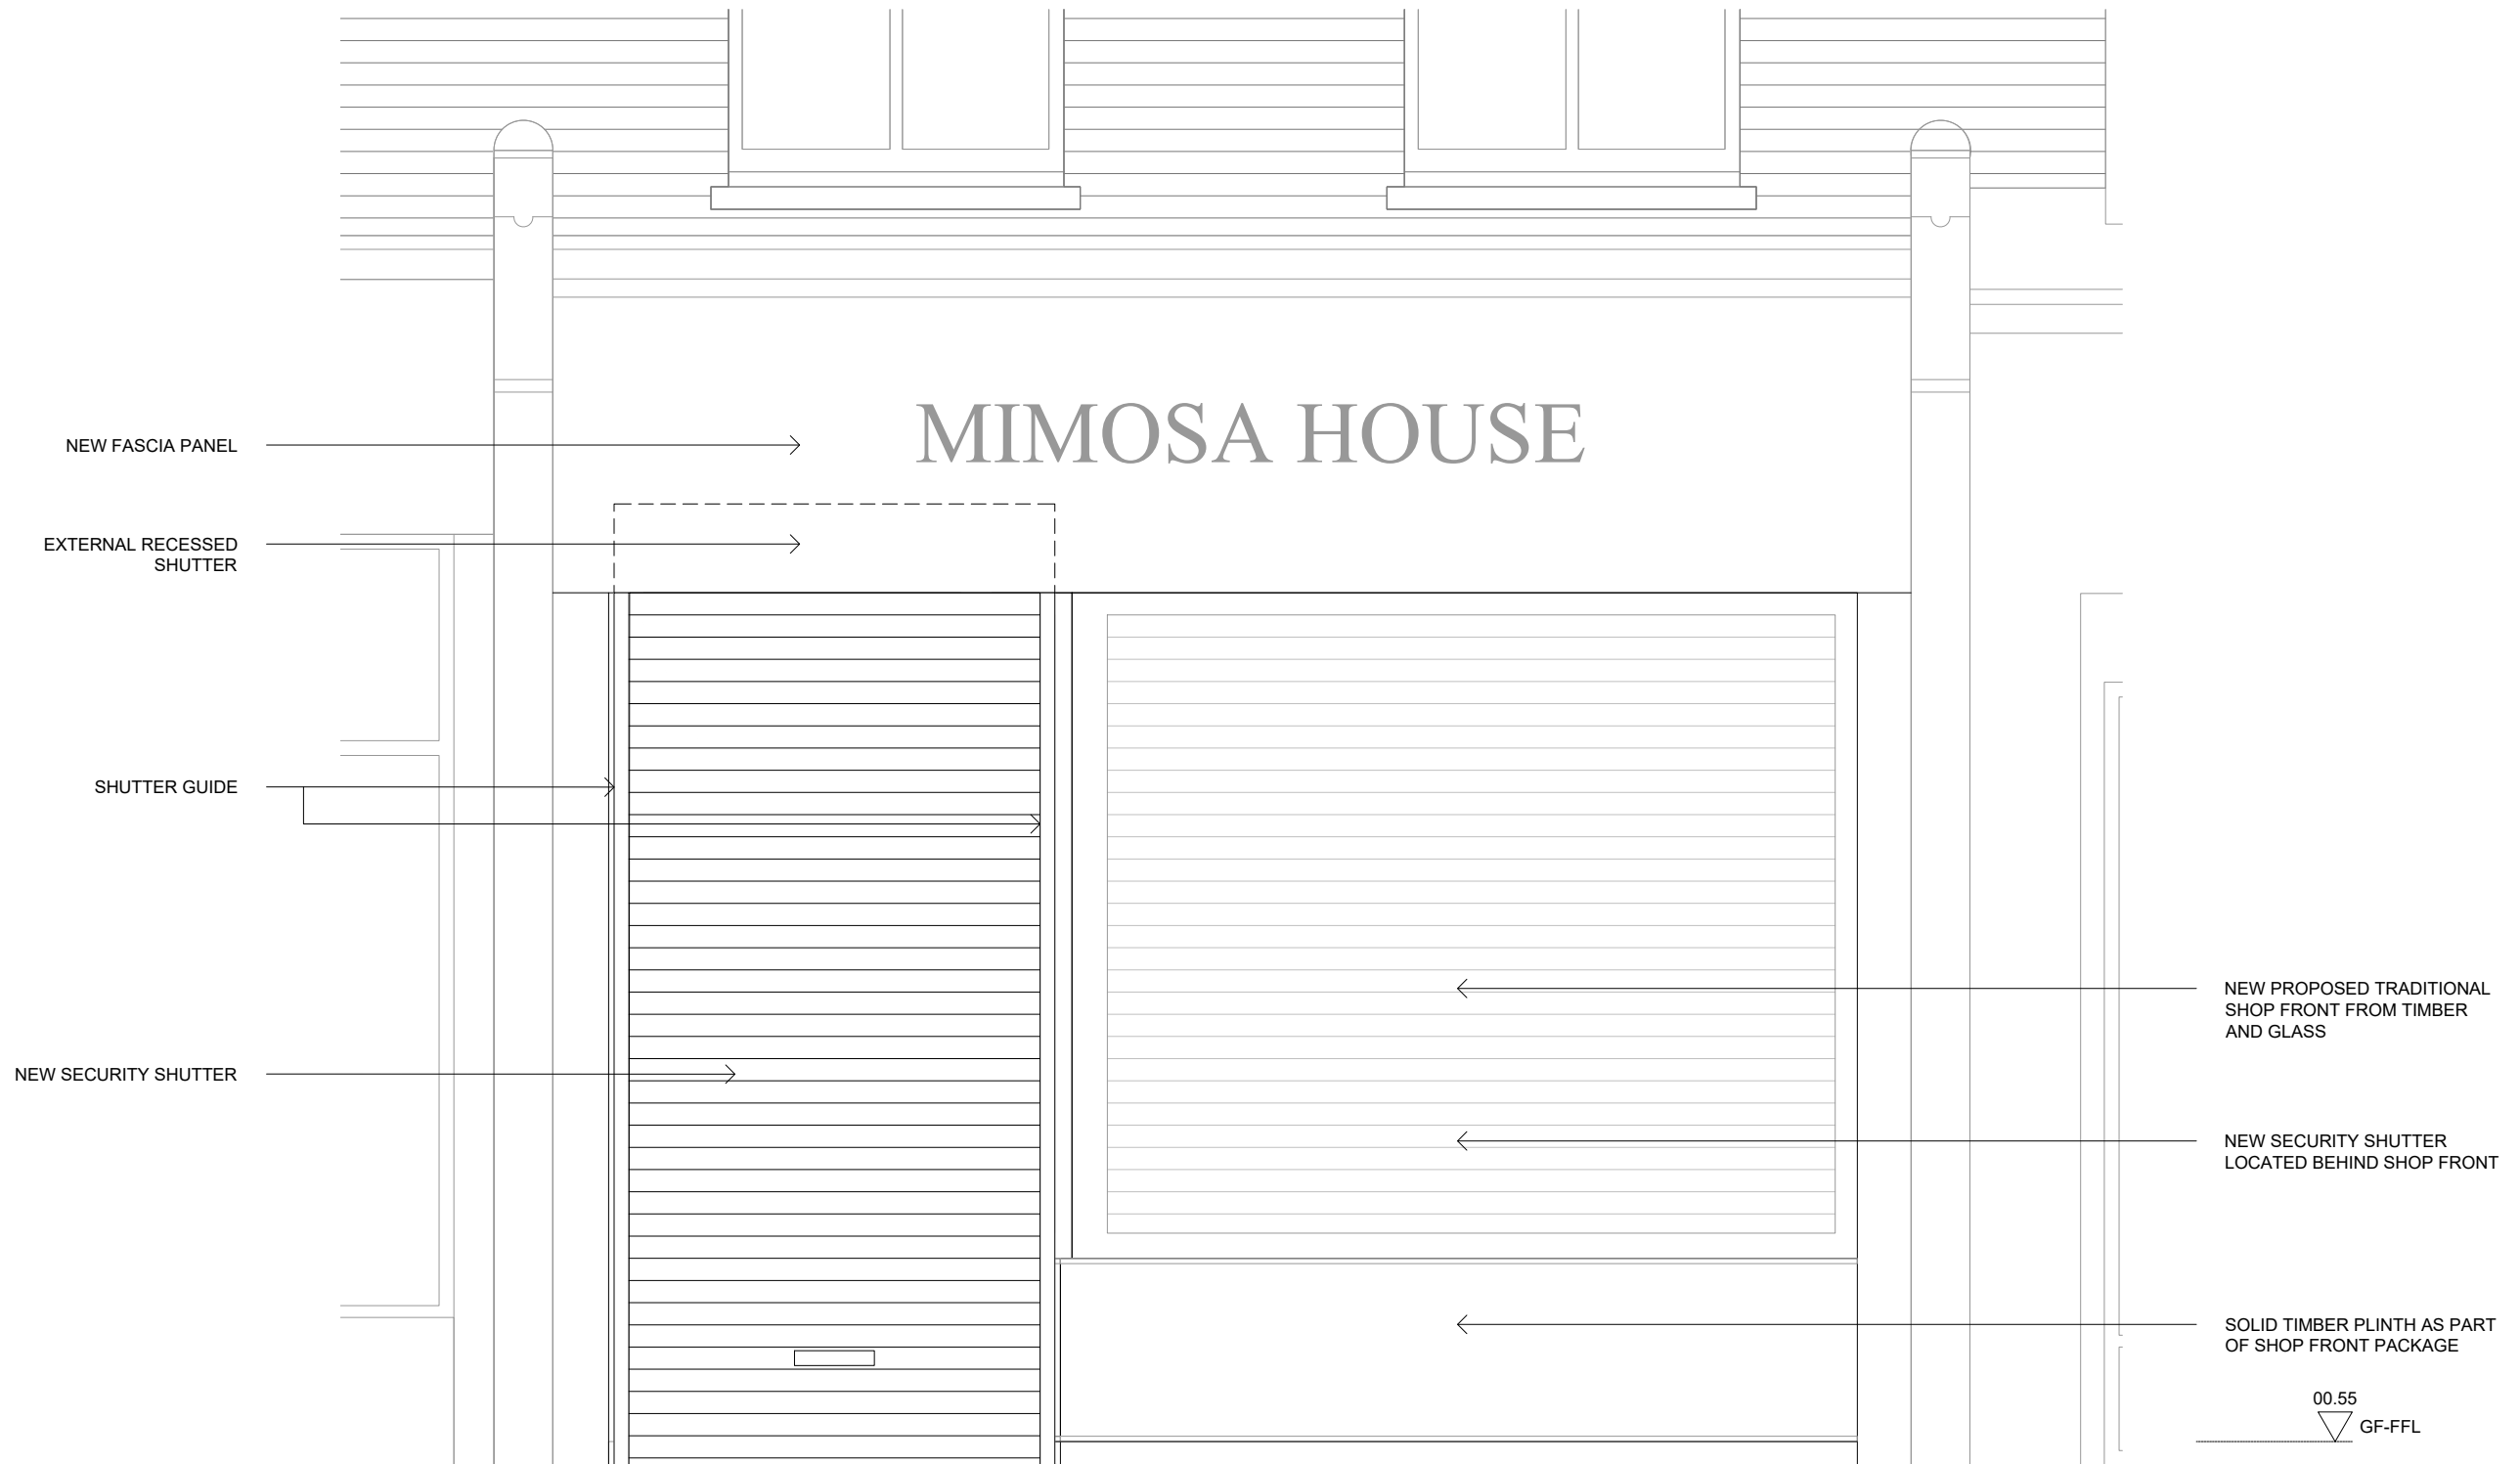 MIMOSA HOUSE
NEW FASCIA PANEL
EXTERNAL RECESSED
SHUTTER
SHUTTER GUIDE
NEW SECURITY SHUTTER
NEW PROPOSED TRADITIONAL
SHOP FRONT FROM TIMBER
AND GLASS
NEW SECURITY SHUTTER
LOCATED BEHIND SHOP FRONT
SOLID TIMBER PLINTH AS PART
OF SHOP FRONT PACKAGE
00.55
GF-FFL